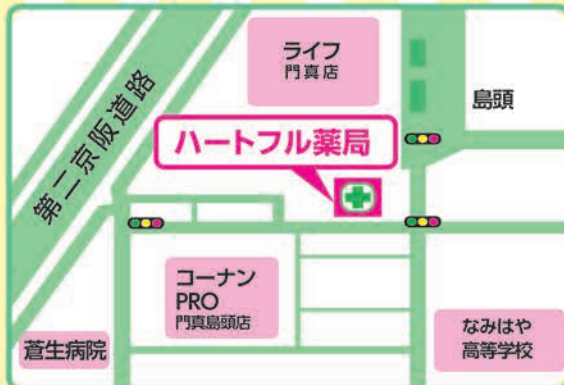 ライフ
門真店
島頭
第二京阪道路
ハートフル薬局
コーナン
PRO
門真島頭店
蒼生病院
なみはや
高等学校